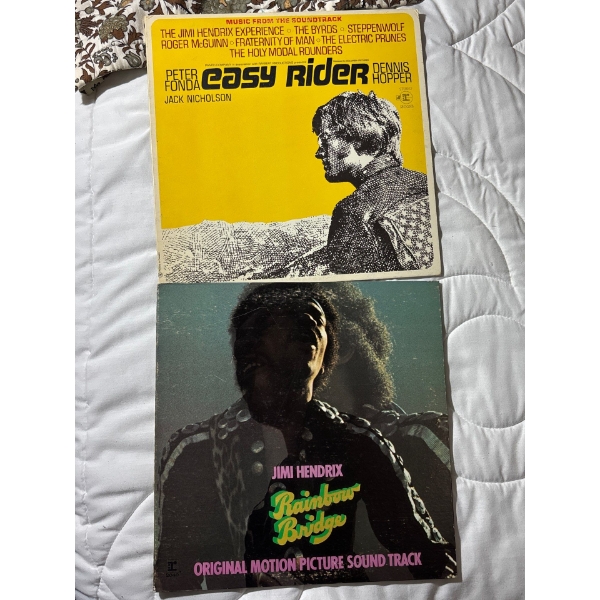 MUSIC FROM THE SOUNDTRACK
THE JIMI HENDRIX EXPERIENCE • THE BYRDS • STEPPENWOLF
ROGER McGUINN • FRATERNITY OF MAN • THE ELECTRIC PRUNES
THE HOLY MODAL ROUNDERS
PETER FONDA
easy rider
DENNIS HOPPER
JACK NICHOLSON
JIMI HENDRIX
Rainbow
Bridge
ORIGINAL MOTION PICTURE SOUND TRACK